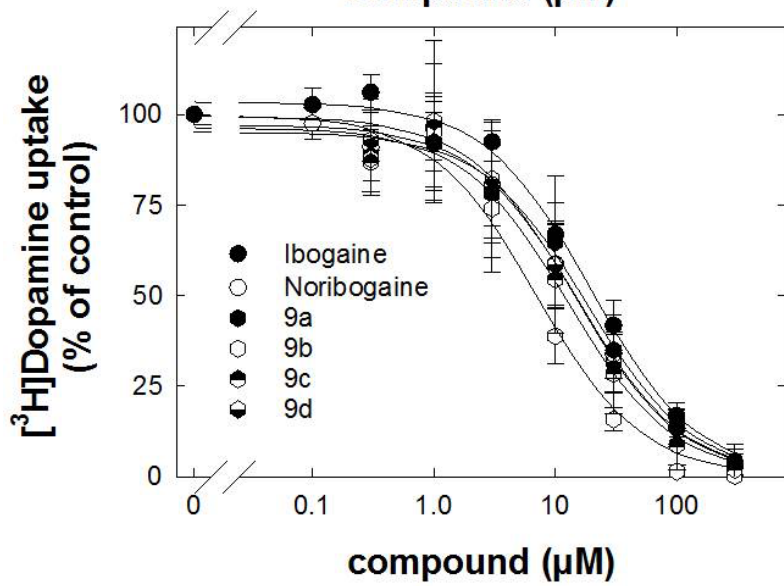 [³H]Dopamine uptake
(% of control)
100
75
50
25
0
Ibogaine
Noribogaine
9a
9b
9c
9d
0 0.1 1.0 10 100
compound (µM)